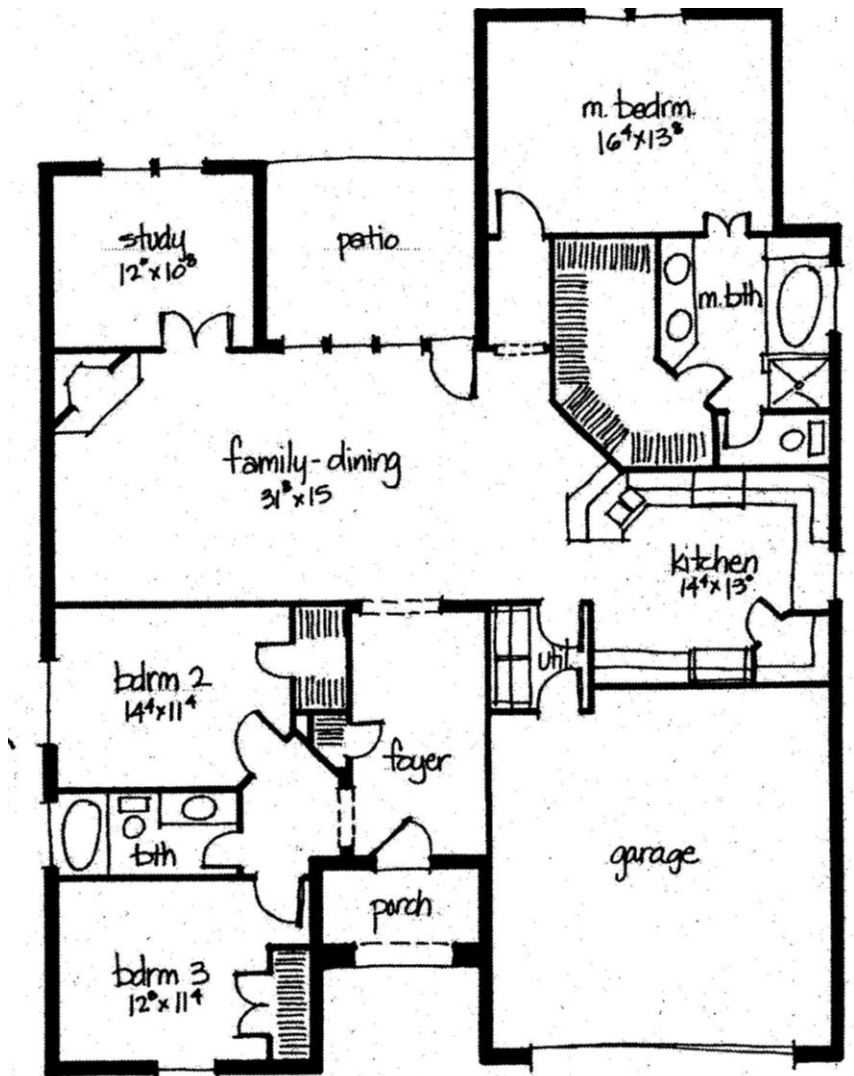 m. bedrm.
16⁴x13⁸
study
12⁰x10⁸
patio
m. bth
family-dining
31⁸x15
kitchen
14⁴x13⁰
util
bdrm 2
14⁴x11⁴
foyer
bth
garage
porch
bdrm 3
12⁰x11⁴